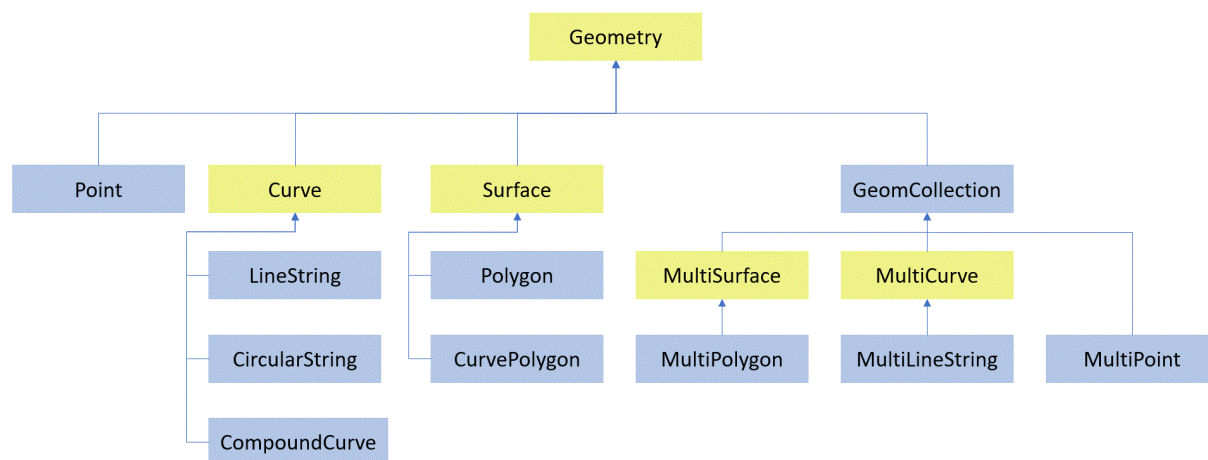 Geometry
Point
Curve
Surface
GeomCollection
LineString
Polygon
MultiSurface
MultiCurve
CircularString
CurvePolygon
MultiPolygon
MultiLineString
MultiPoint
CompoundCurve